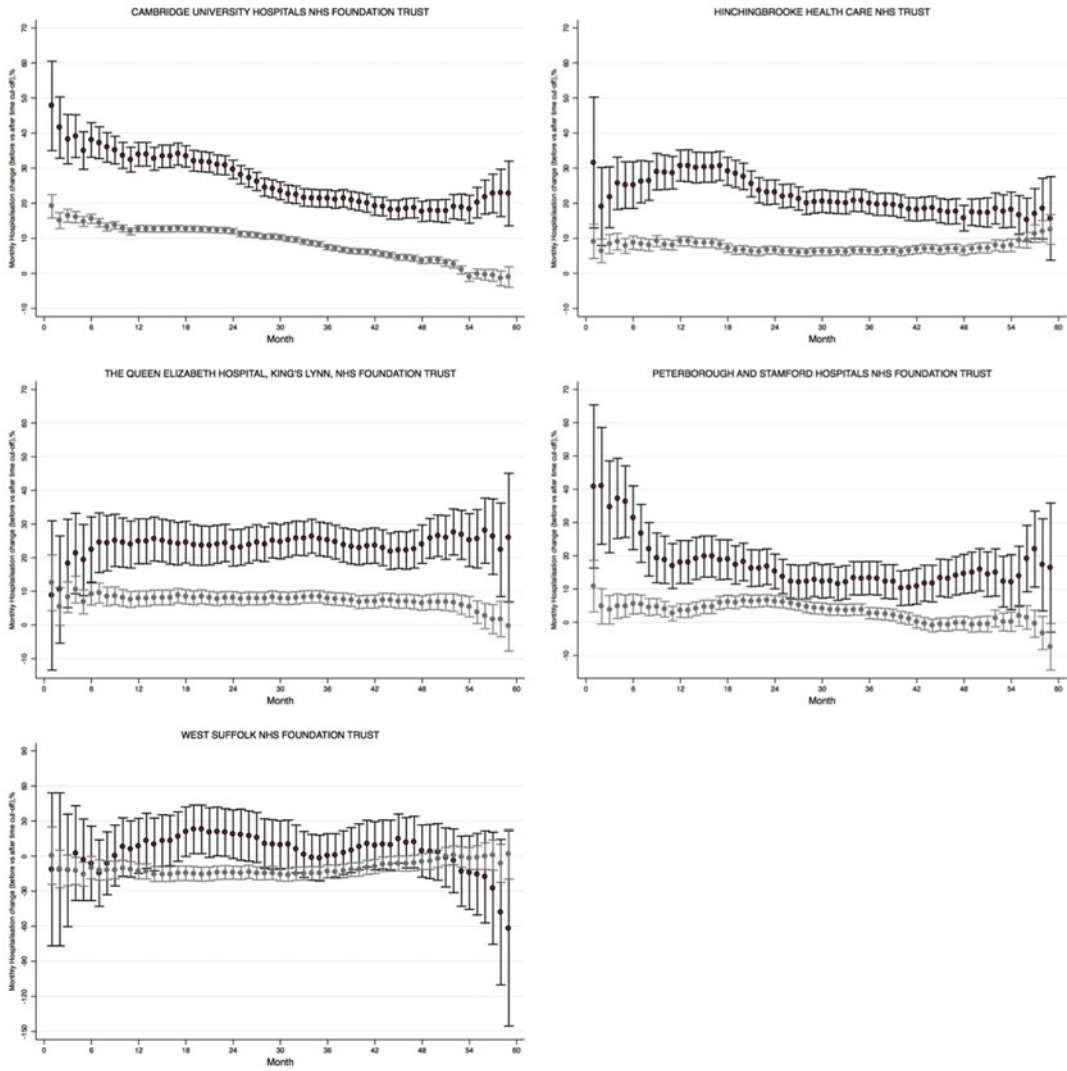 CAMBRIDGE UNIVERSITY HOSPITALS NHS FOUNDATION TRUST
Monthly Hospitalisation change (before vs after time cut-off),%
70
60
50
40
30
20
10
0
-10
0 6 12 18 24 30 36 42 48 54 60
Month
HINCHINGBROOKE HEALTH CARE NHS TRUST
Monthly Hospitalisation change (before vs after time cut-off),%
70
60
50
40
30
20
10
0
-10
0 6 12 18 24 30 36 42 48 54 60
Month
THE QUEEN ELIZABETH HOSPITAL, KING'S LYNN, NHS FOUNDATION TRUST
Monthly Hospitalisation change (before vs after time cut-off),%
70
60
50
40
30
20
10
0
-10
0 6 12 18 24 30 36 42 48 54 60
Month
PETERBOROUGH AND STAMFORD HOSPITALS NHS FOUNDATION TRUST
Monthly Hospitalisation change (before vs after time cut-off),%
70
60
50
40
30
20
10
0
-10
0 6 12 18 24 30 36 42 48 54 60
Month
WEST SUFFOLK NHS FOUNDATION TRUST
Monthly Hospitalisation change (before vs after time cut-off),%
90
60
30
0
-30
-60
-90
-120
-150
0 6 12 18 24 30 36 42 48 54 60
Month